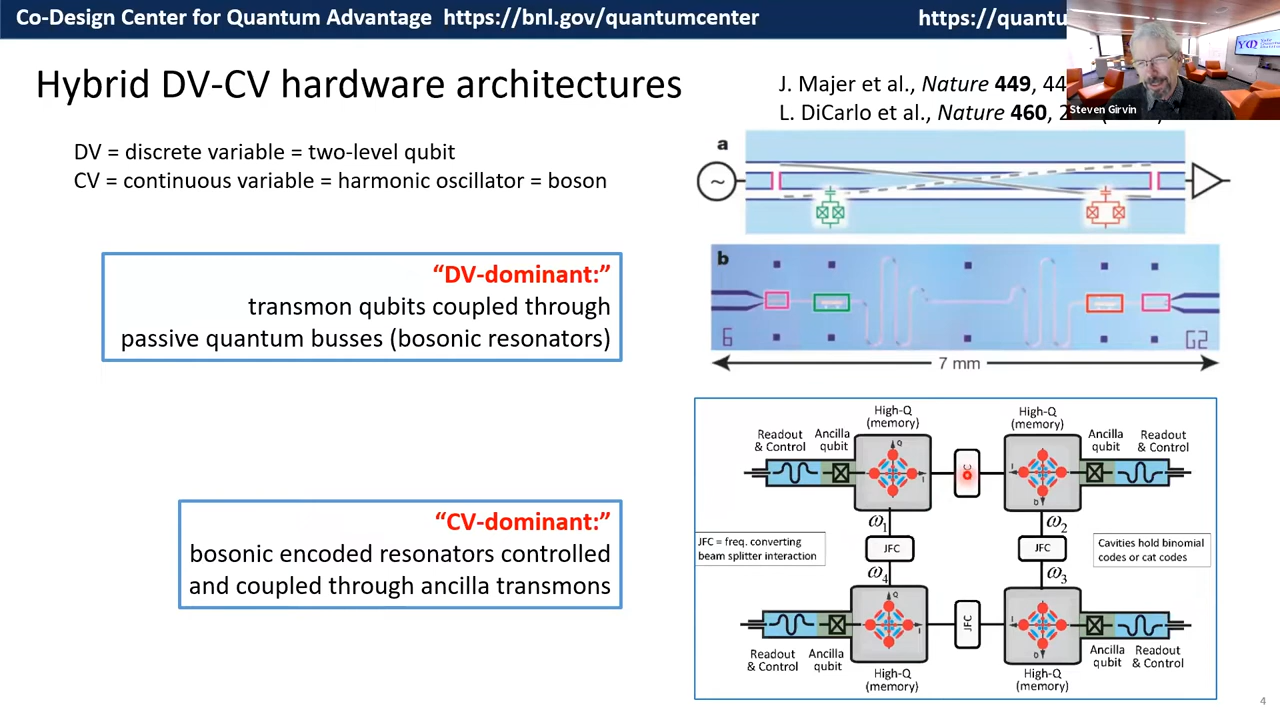 Co-Design Center for Quantum Advantage https://bnl.gov/quantumcenter https://quantu
Steven Girvin
Hybrid DV-CV hardware architectures
J. Majer et al., Nature 449, 44
L. DiCarlo et al., Nature 460, 2
DV = discrete variable = two-level qubit
CV = continuous variable = harmonic oscillator = boson
a
~
"DV-dominant:"
transmon qubits coupled through
passive quantum busses (bosonic resonators)
b
6 G2
7 mm
"CV-dominant:"
bosonic encoded resonators controlled
and coupled through ancilla transmons
High-Q
(memory)
High-Q
(memory)
Readout
& Control
Ancilla
qubit
Ancilla
qubit
Readout
& Control
Q
I
I
Q
ω1
ω2
JFC = freq. converting
beam splitter interaction
JFC
JFC
Cavities hold binomial
codes or cat codes
ω4
ω3
Q
I
JFC
I
Q
Readout
& Control
Ancilla
qubit
Ancilla
qubit
Readout
& Control
High-Q
(memory)
High-Q
(memory)
4